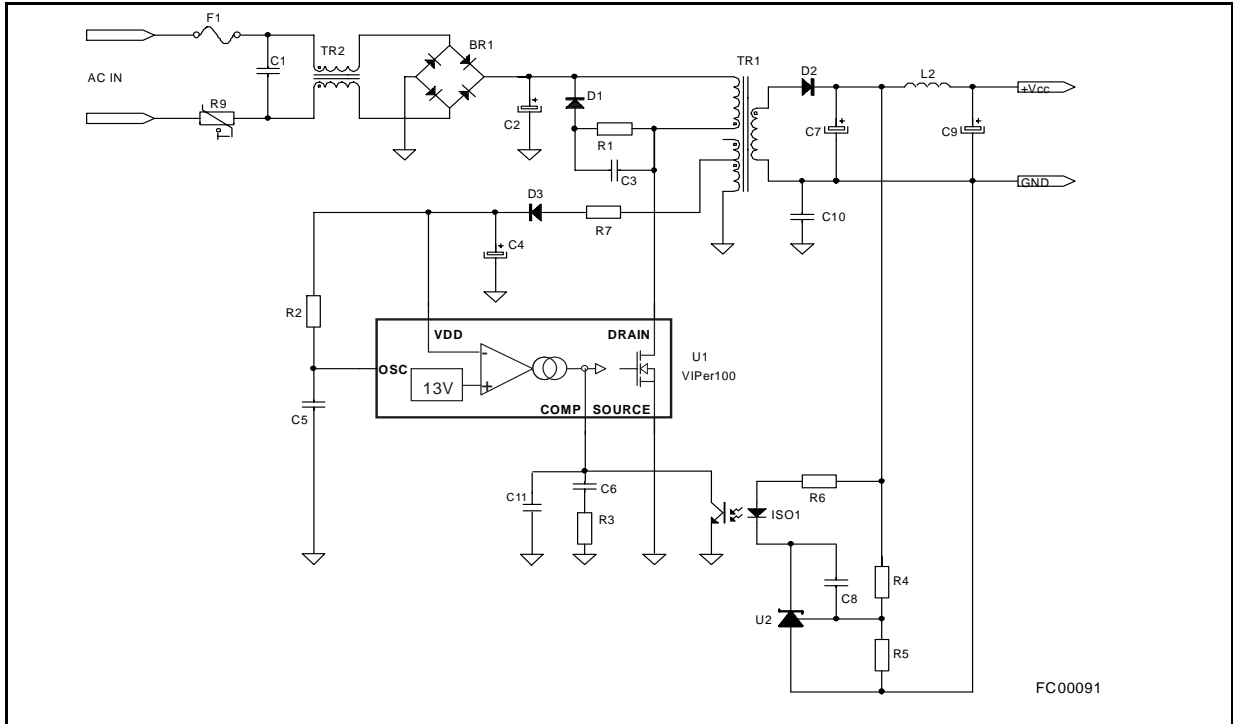 F1
TR2
BR1
C1
AC IN
R9
T°
C2
D1
R1
C3
TR1
D2
L2
+Vcc
C7
C9
GND
C10
D3
R7
C4
R2
VDD
DRAIN
OSC
-
13V
+
COMP SOURCE
U1
VIPer100
C5
C11
C6
R3
R6
ISO1
C8
R4
U2
R5
FC00091